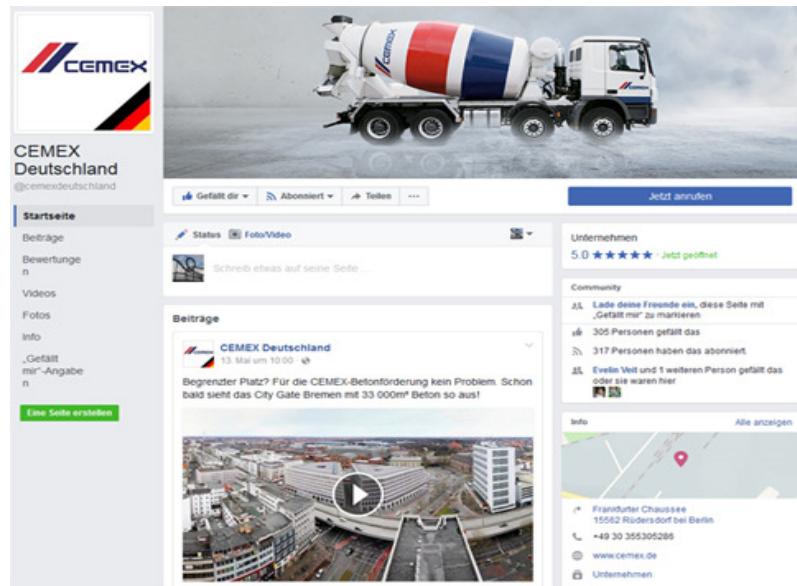 CEMEX
CEMEX
CEMEX
CEMEX
Deutschland
@cemexdeutschland
Gefällt dir
Abonniert
Teilen
...
Jetzt anrufen
Startseite
Beiträge
Bewertunge
n
Videos
Fotos
Info
„Gefällt
mir“-Angabe
n
Eine Seite erstellen
Status
Foto/Video
Schreib etwas auf seine Seite ...
Beiträge
CEMEX
CEMEX Deutschland
13. Mai um 10:00 ·
Begrenzter Platz? Für die CEMEX-Betonförderung kein Problem. Schon
bald sieht das City Gate Bremen mit 33 000m³ Beton so aus!
Unternehmen
5.0 ★★★★★ · Jetzt geöffnet
Community
Lade deine Freunde ein, diese Seite mit
„Gefällt mir“ zu markieren
305 Personen gefällt das
317 Personen haben das abonniert
Evelin Veit und 1 weiteren Person gefällt das
oder sie waren hier
Info
Alle anzeigen
Frankfurter Chaussee
15562 Rüdersdorf bei Berlin
+49 30 355305286
www.cemex.de
Unternehmen